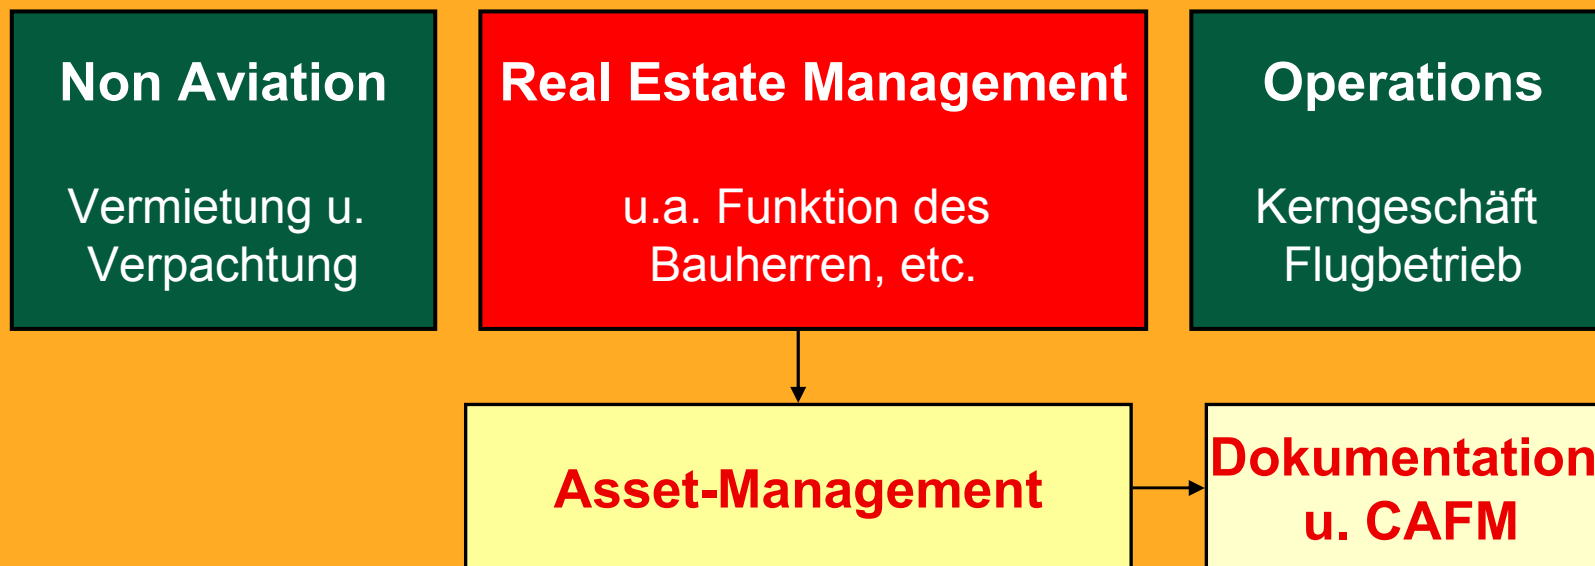 Non Aviation
Vermietung u.
Verpachtung
Real Estate Management
u.a. Funktion des
Bauherren, etc.
Operations
Kerngeschäft
Flugbetrieb
Asset-Management
Dokumentation
u. CAFM